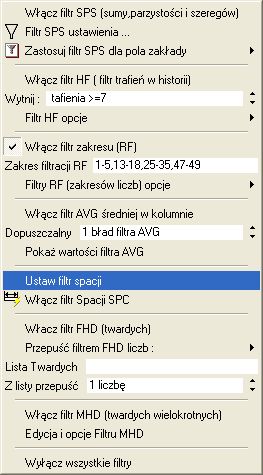 Włącz filtr SPS (sumy,parzystości i szeregów)
Filtr SPS ustawienia ...
Zastosuj filtr SPS dla pola zakłady
Włącz filtr HF ( filtr trafień w historii)
Wytnij : tafienia >=7
Filtr HF opcje
Włącz filtr zakresu (RF)
Zakres filtracji RF 1-5,13-18,25-35,47-49
Filtry RF (zakresów liczb) opcje
Włącz filtr AVG średniej w kolumnie
Dopuszczalny 1 bład filtra AVG
Pokaż wartości filtra AVG
Ustaw filtr spacji
Włącz filtr Spacji SPC
Włacz filtr FHD (twardych)
Przepuść filtrem FHD liczb :
Lista Twardych
Z listy przepuść 1 liczbę
Włącz filtr MHD (twardych wielokrotnych)
Edycja i opcje Filtru MHD
Wyłącz wszystkie filtry